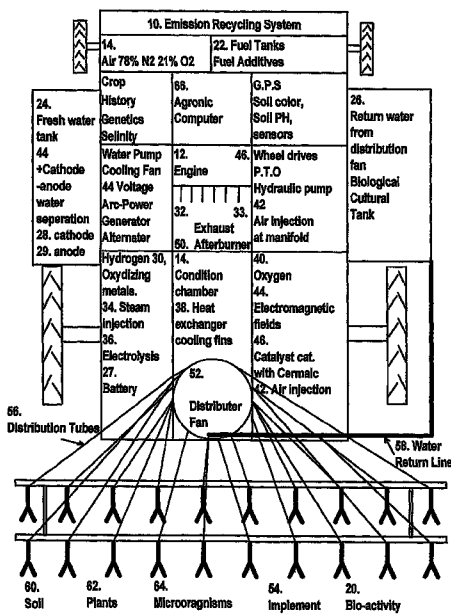 10. Emission Recycling System
14.
Air 78% N2 21% O2
22. Fuel Tanks
Fuel Additives
24.
Fresh water
tank
44
+Cathode
-anode
water
seperation
28. cathode
29. anode
Crop
History
Genetics
Selinity
66.
Agronic
Computer
G.P.S
Soil color,
Soil PH,
sensors
26.
Return water
from
distribution
fan
Biological
Cultural
Tank
Water Pump
Cooling Fan
44 Voltage
Arc-Power
Generator
Alternater
12. 46.
Engine
32. 33.
Exhaust
50. Afterburner
Wheel drives
P.T.O
Hydraulic pump
42
Air injection
at manifold
Hydrogen 30,
Oxydizing
metals.
34. Steam
injection
36.
Electrolysis
27.
Battery
14.
Condition
chamber
38. Heat
exchanger
cooling fins
40.
Oxygen
44.
Electromagnetic
fields
46.
Catalyst cat.
with Cermaic
42. Air injection
52.
Distributer
Fan
56.
Distribution Tubes
58. Water
Return Line
60.
Soil
62.
Plants
64.
Microoragnisms
54.
Implement
20.
Bio-activity